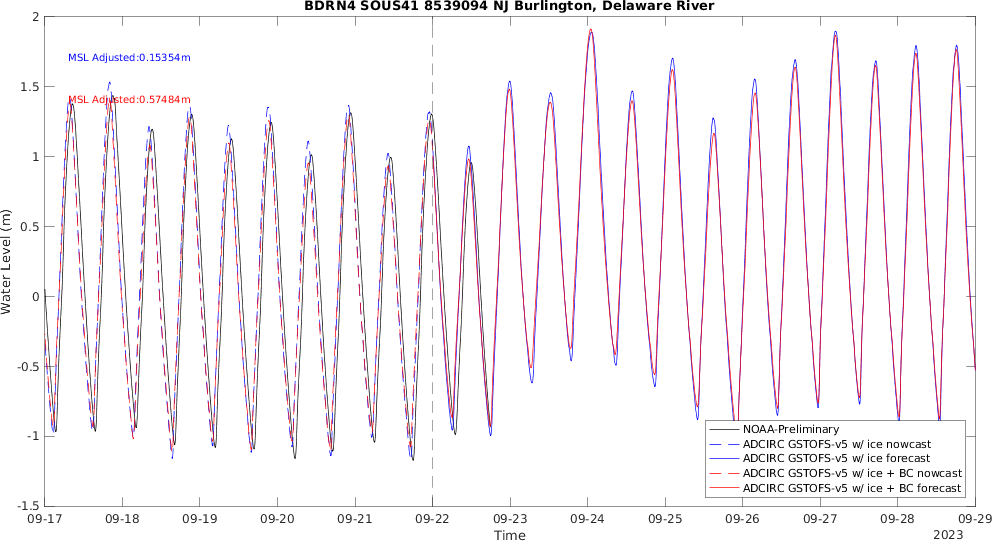 BDRN4 SOUS41 8539094 NJ Burlington, Delaware River
MSL Adjusted:0.15354m
MSL Adjusted:0.57484m
Water Level (m)
2
1.5
1
0.5
0
-0.5
-1
-1.5
09-17 09-18 09-19 09-20 09-21 09-22 09-23 09-24 09-25 09-26 09-27 09-28 09-29
Time
2023
NOAA-Preliminary
ADCIRC GSTOFS-v5 w/ ice nowcast
ADCIRC GSTOFS-v5 w/ ice forecast
ADCIRC GSTOFS-v5 w/ ice + BC nowcast
ADCIRC GSTOFS-v5 w/ ice + BC forecast